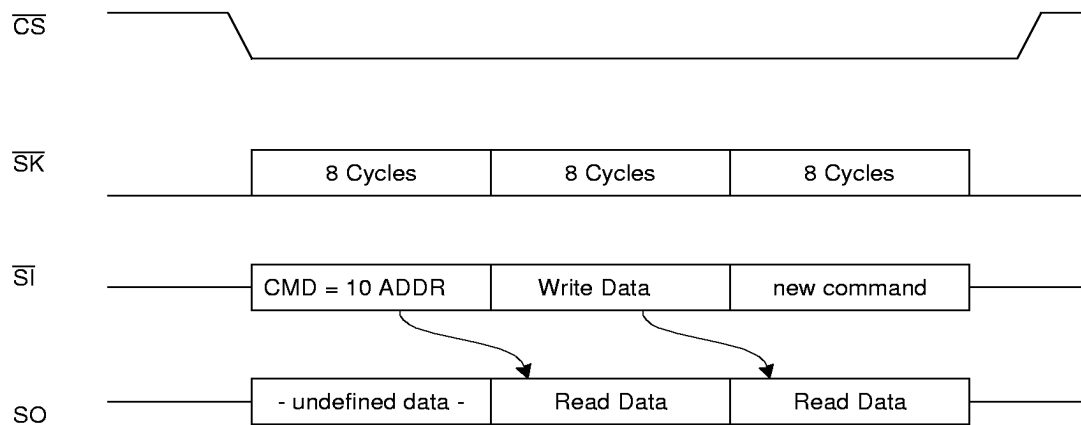 CS
SK
8 Cycles 8 Cycles 8 Cycles
SI
CMD = 10 ADDR Write Data new command
SO
- undefined data - Read Data Read Data